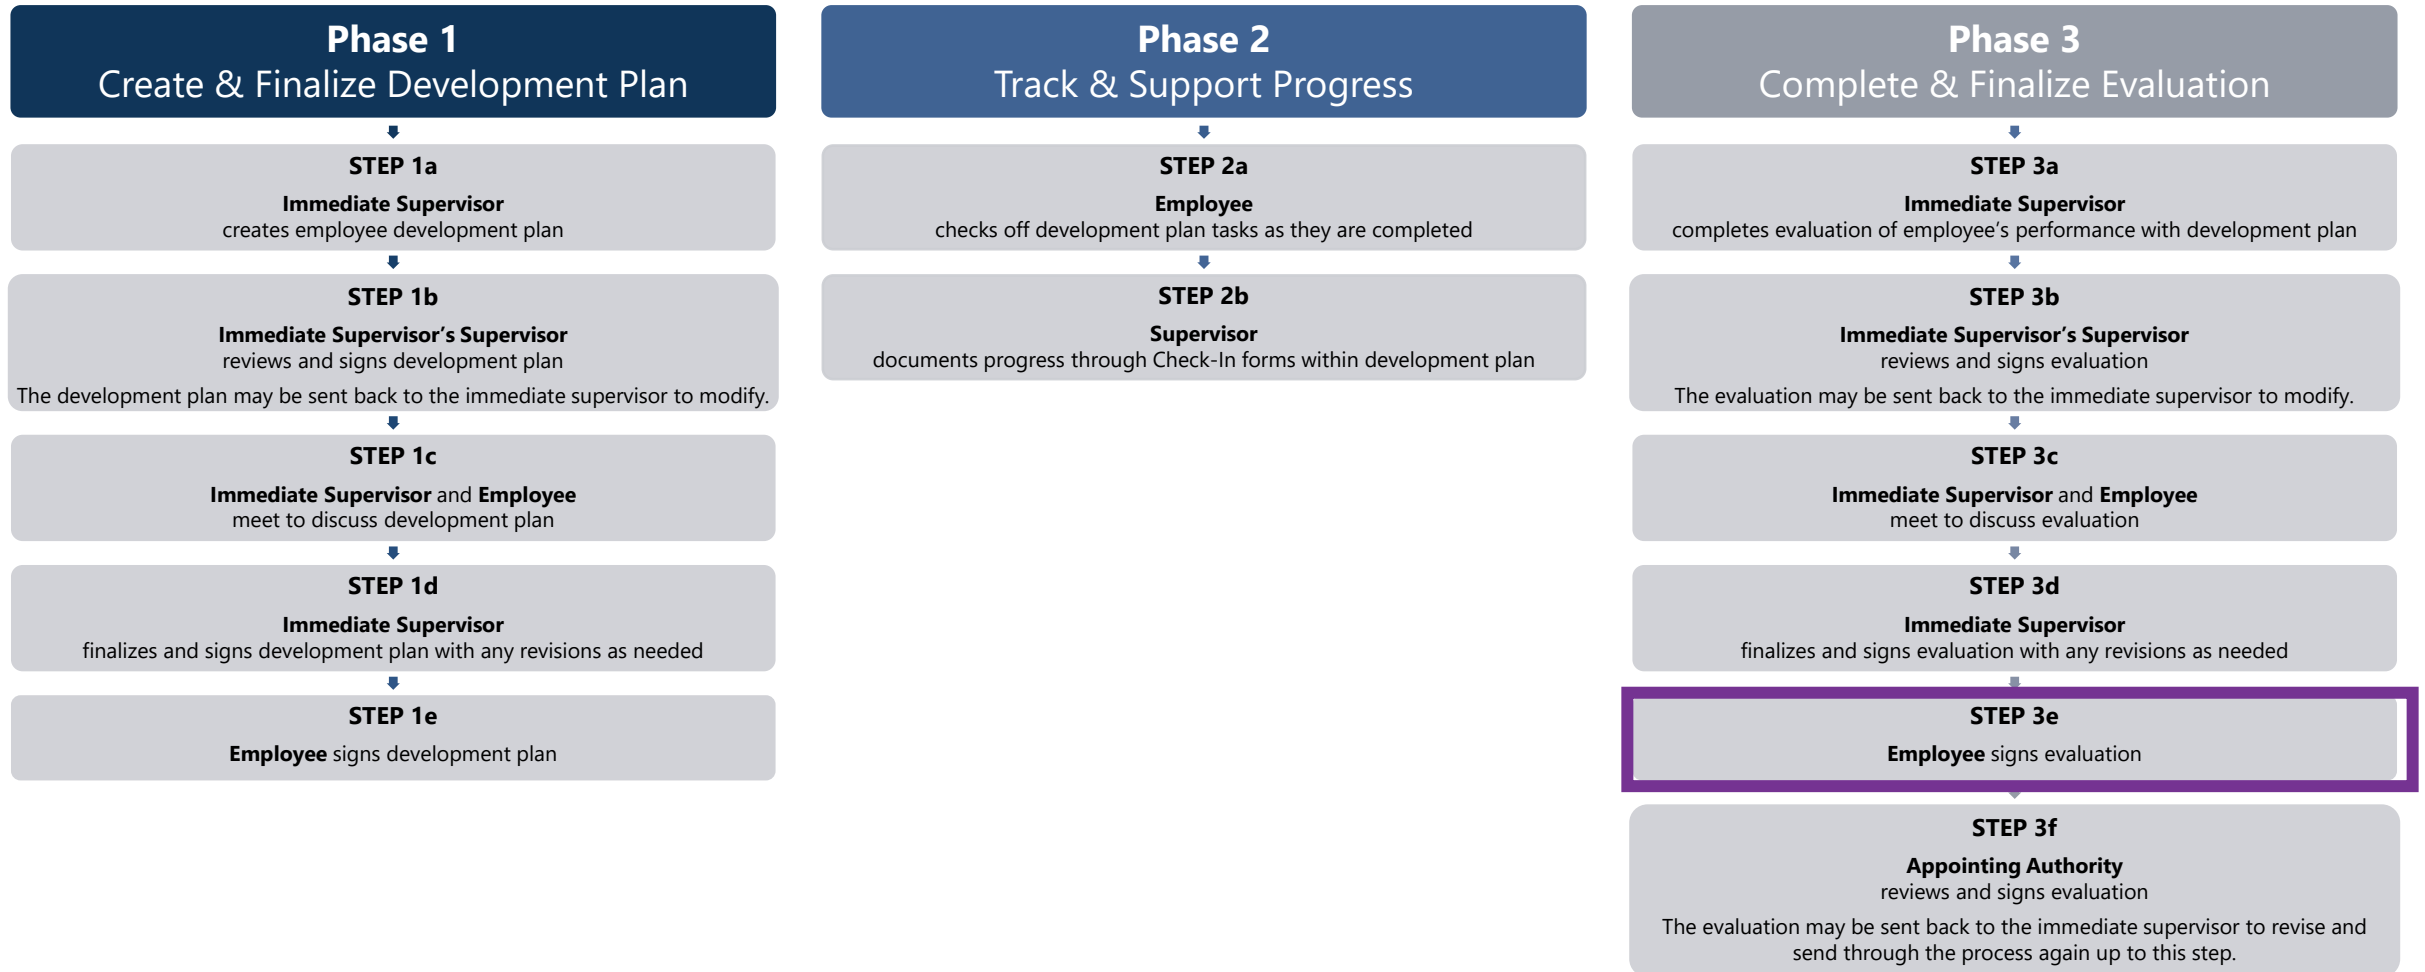 Phase 1
Create & Finalize Development Plan
STEP 1a
Immediate Supervisor
creates employee development plan
STEP 1b
Immediate Supervisor’s Supervisor
reviews and signs development plan
The development plan may be sent back to the immediate supervisor to modify.
STEP 1c
Immediate Supervisor and Employee
meet to discuss development plan
STEP 1d
Immediate Supervisor
finalizes and signs development plan with any revisions as needed
STEP 1e
Employee signs development plan
Phase 2
Track & Support Progress
STEP 2a
Employee
checks off development plan tasks as they are completed
STEP 2b
Supervisor
documents progress through Check-In forms within development plan
Phase 3
Complete & Finalize Evaluation
STEP 3a
Immediate Supervisor
completes evaluation of employee’s performance with development plan
STEP 3b
Immediate Supervisor’s Supervisor
reviews and signs evaluation
The evaluation may be sent back to the immediate supervisor to modify.
STEP 3c
Immediate Supervisor and Employee
meet to discuss evaluation
STEP 3d
Immediate Supervisor
finalizes and signs evaluation with any revisions as needed
STEP 3e
Employee signs evaluation
STEP 3f
Appointing Authority
reviews and signs evaluation
The evaluation may be sent back to the immediate supervisor to revise and
send through the process again up to this step.